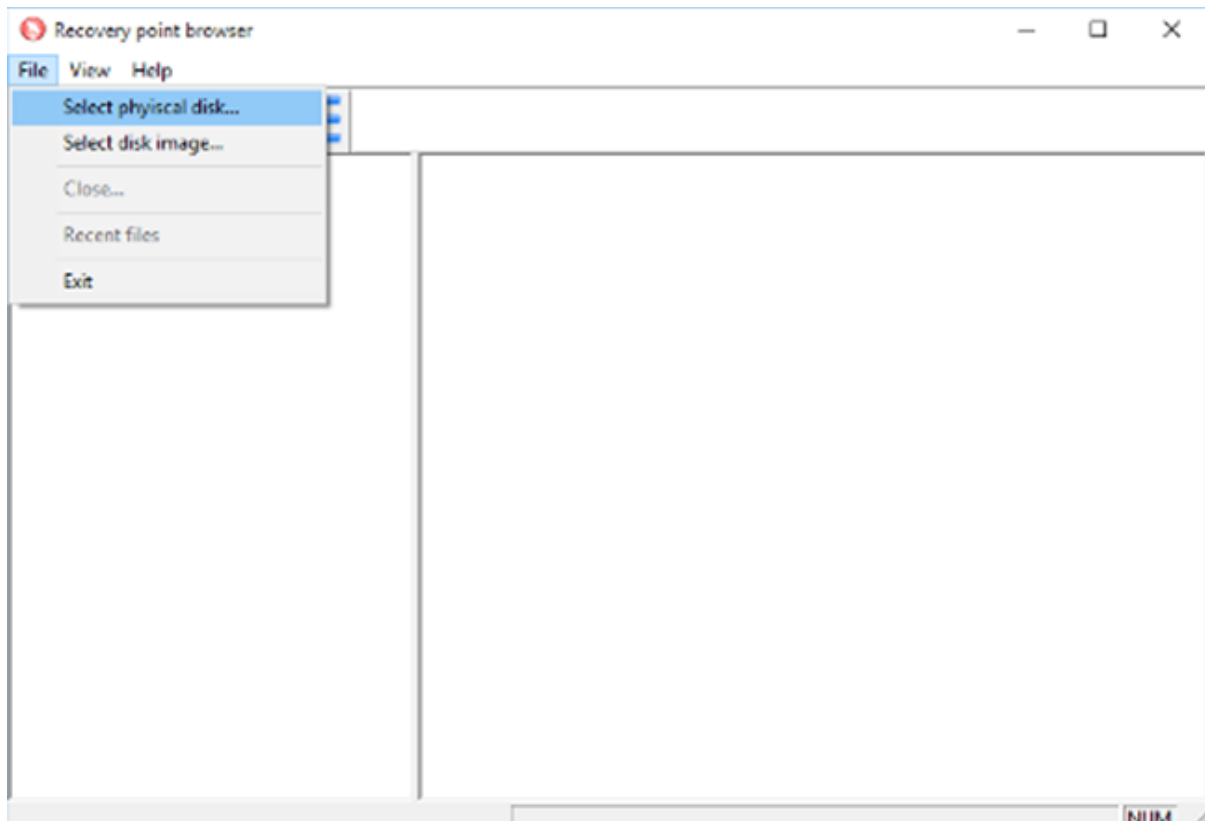 Recovery point browser
File View Help
Select phyiscal disk...
Select disk image...
Close...
Recent files
Exit
NUM